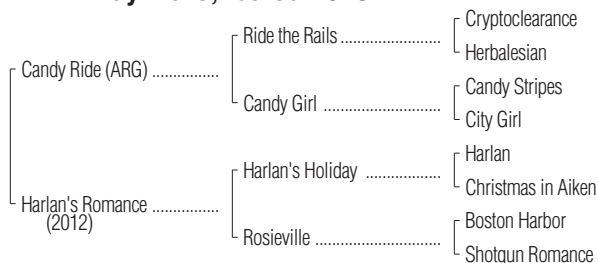 Cryptoclearance
Ride the Rails
Herbalesian
Candy Ride (ARG)
Candy Stripes
Candy Girl
City Girl
Harlan
Harlan's Holiday
Christmas in Aiken
Harlan's Romance
(2012)
Boston Harbor
Rosieville
Shotgun Romance